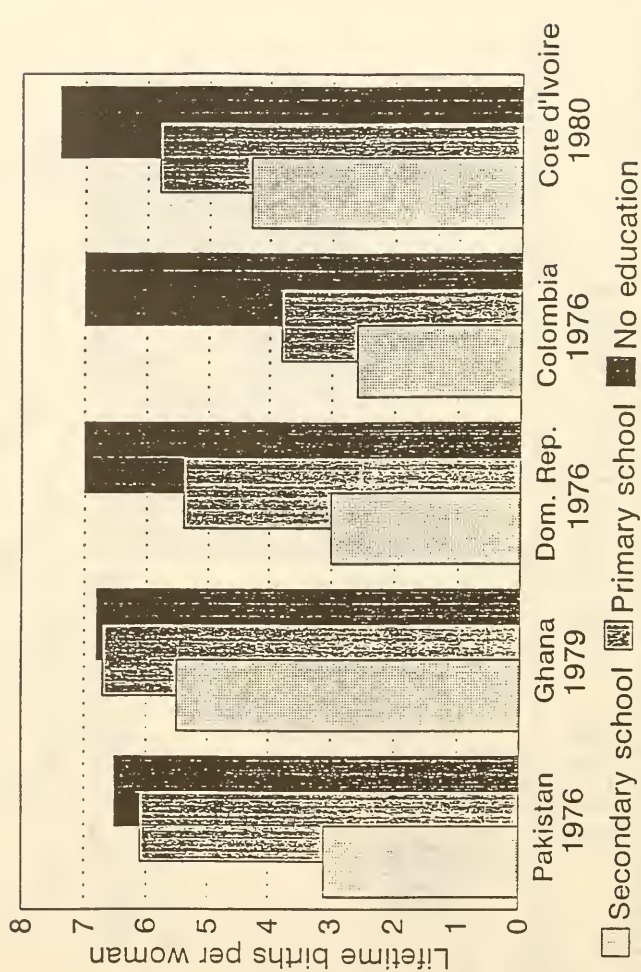 Lifetime births per woman
8
7
6
5
4
3
2
1
0
Pakistan
1976
Ghana
1979
Dom. Rep.
1976
Colombia
1976
Cote d'Ivoire
1980
Secondary school Primary school No education